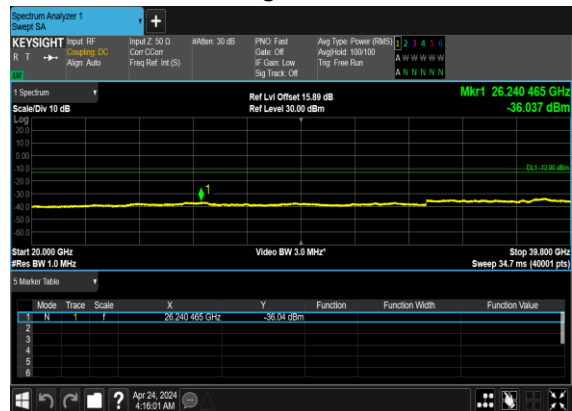 Spectrum Analyzer 1
Swept SA
+
KEYSIGHT Input: RF Input Z: 50 Ω #Atten: 30 dB PNO: Fast Avg Type: Power (RMS) 1 2 3 4 5 6
R T Coupling: DC Corr CCorr Gate: Off Avg|Hold: 100/100 A W W W W W
Align: Auto Freq Ref: Int (S) IF Gain: Low Trig: Free Run
Sig Track: Off A N N N N N
1 Spectrum
Scale/Div 10 dB
Ref Lvl Offset 15.89 dB
Ref Level 30.00 dBm
Mkr1 26.240 465 GHz
-36.037 dBm
Log
20.0
10.0
0.00
-10.0
DL1 -13.00 dBm
-20.0
-30.0
1
-40.0
-50.0
-60.0
Start 20.000 GHz Video BW 3.0 MHz* Stop 39.800 GHz
#Res BW 1.0 MHz Sweep 34.7 ms (40001 pts)
5 Marker Table
Mode Trace Scale X Y Function Function Width Function Value
1 N 1 f 26.240 465 GHz -36.04 dBm
2
3
4
5
6
? Apr 24, 2024
4:16:01 AM